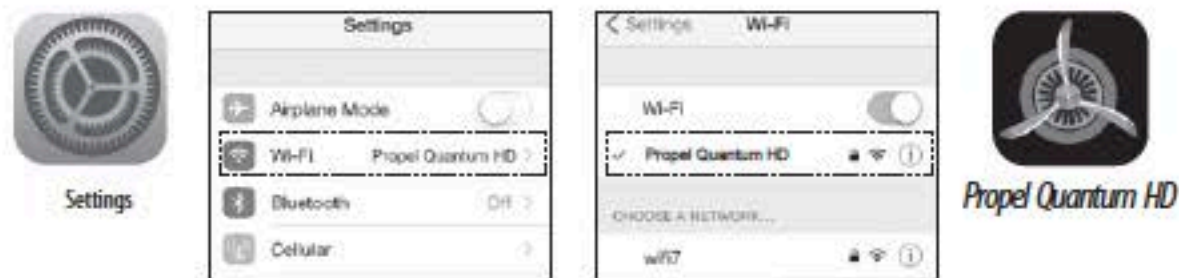 Settings
Settings
Airplane Mode
Wi-Fi Propel Quantum HD
Bluetooth Off
Cellular
Settings Wi-Fi
Wi-Fi
Propel Quantum HD
CHOOSE A NETWORK...
wifi7
Propel Quantum HD